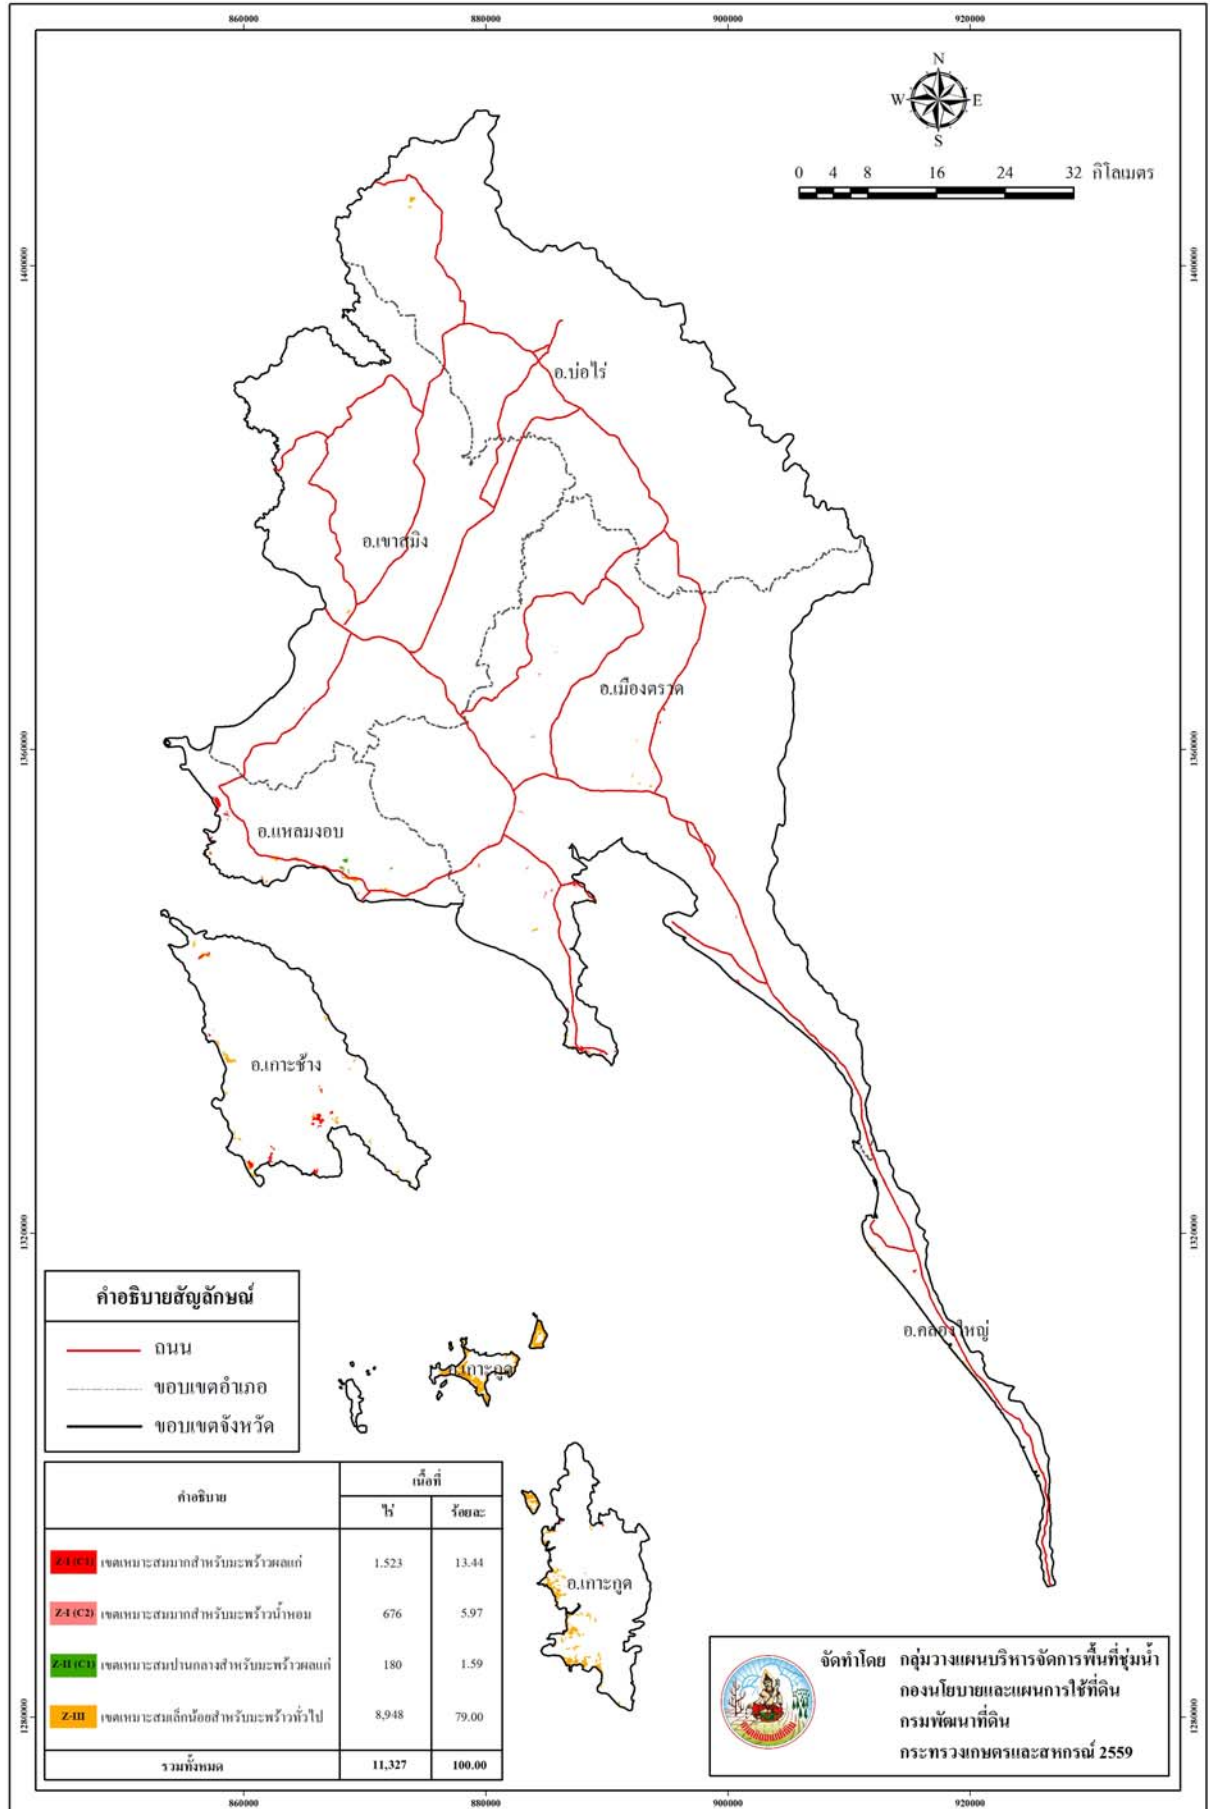 860000 880000 900000 920000
N
W E
S
0 4 8 16 24 32 กิโลเมตร
1400000 1400000
อ.บ่อไร่
อ.เขาสมิง
อ.เมืองตราด
1360000 1360000
อ.แหลมงอบ
อ.เกาะช้าง
1320000 1320000
คำอธิบายสัญลักษณ์
ถนน
ขอบเขตอำเภอ
ขอบเขตจังหวัด
อ.คลองใหญ่
อ.เกาะกูด
อ.เกาะกูด
คำอธิบาย เนื้อที่
ไร่ ร้อยละ
Z-I (C1) เขตเหมาะสมมากสำหรับมะพร้าวผลแก่ 1,523 13.44
Z-I (C2) เขตเหมาะสมมากสำหรับมะพร้าวน้ำหอม 676 5.97
Z-II (C1) เขตเหมาะสมปานกลางสำหรับมะพร้าวผลแก่ 180 1.59
Z-III เขตเหมาะสมเล็กน้อยสำหรับมะพร้าวทั่วไป 8,948 79.00
รวมทั้งหมด 11,327 100.00
จัดทำโดย กลุ่มวางแผนบริหารจัดการพื้นที่ชุ่มน้ำ
กองนโยบายและแผนการใช้ที่ดิน
กรมพัฒนาที่ดิน
กระทรวงเกษตรและสหกรณ์ 2559
1280000 1280000
860000 880000 900000 920000